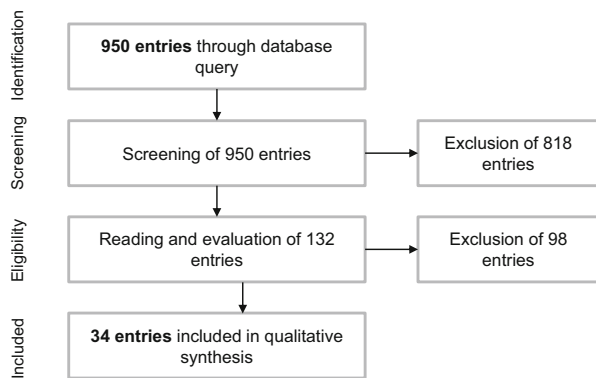 Identification
950 entries through database
query
Screening
Screening of 950 entries
Exclusion of 818
entries
Eligibility
Reading and evaluation of 132
entries
Exclusion of 98
entries
Included
34 entries included in qualitative
synthesis